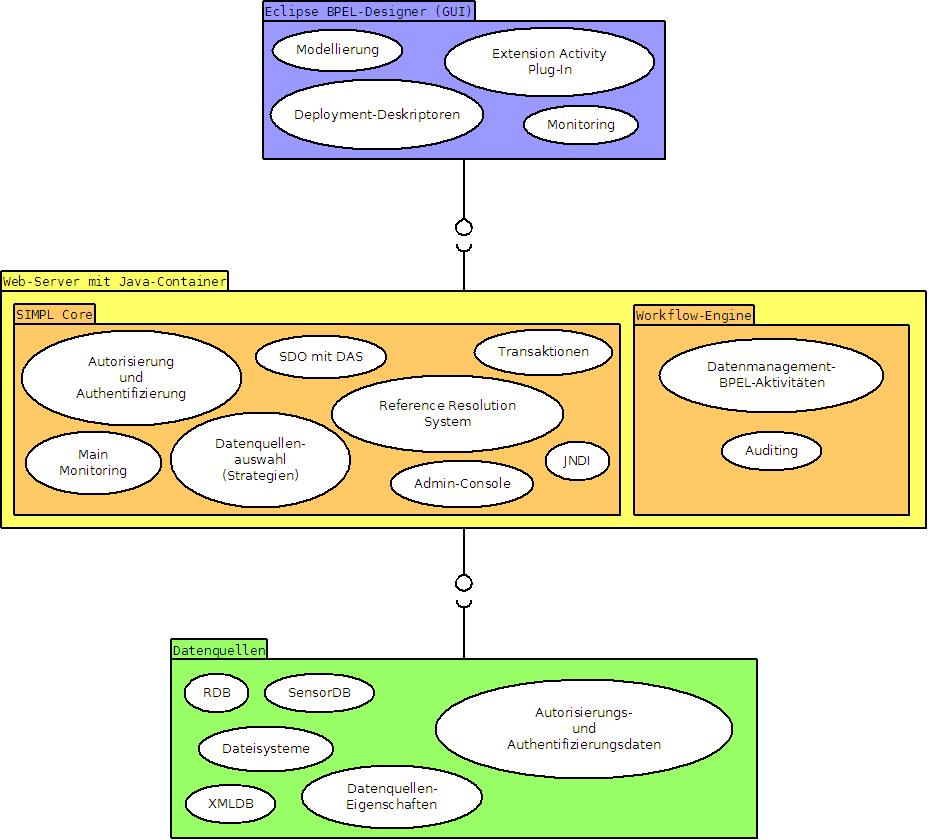 Eclipse BPEL-Designer (GUI)
Modellierung
Extension Activity
Plug-In
Deployment-Deskriptoren
Monitoring
Web-Server mit Java-Container
SIMPL Core
Autorisierung
und
Authentifizierung
SDO mit DAS
Transaktionen
Reference Resolution
System
Main
Monitoring
Datenquellen-
auswahl
(Strategien)
Admin-Console
JNDI
Workflow-Engine
Datenmanagement-
BPEL-Aktivitäten
Auditing
Datenquellen
RDB
SensorDB
Autorisierungs-
und
Authentifizierungsdaten
Dateisysteme
XMLDB
Datenquellen-
Eigenschaften